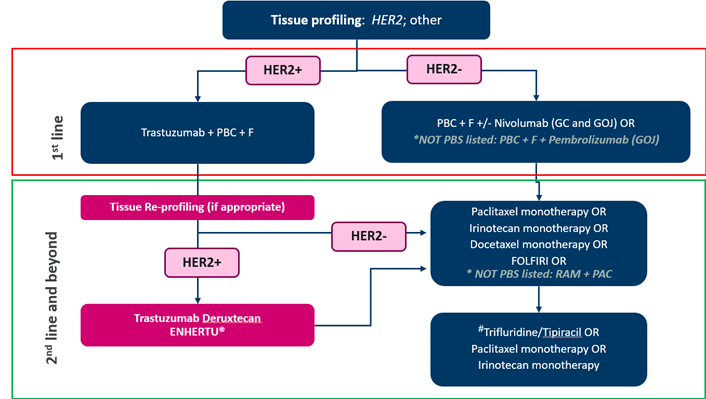 Tissue profiling: HER2; other
HER2+
HER2-
1st line
Trastuzumab + PBC + F
PBC + F +/- Nivolumab (GC and GOJ) OR
*NOT PBS listed: PBC + F + Pembrolizumab (GOJ)
2nd line and beyond
Tissue Re-profiling (if appropriate)
HER2-
HER2+
Paclitaxel monotherapy OR
Irinotecan monotherapy OR
Docetaxel monotherapy OR
FOLFIRI OR
* NOT PBS listed: RAM + PAC
Trastuzumab Deruxtecan
ENHERTU®
#Trifluridine/Tipiracil OR
Paclitaxel monotherapy OR
Irinotecan monotherapy